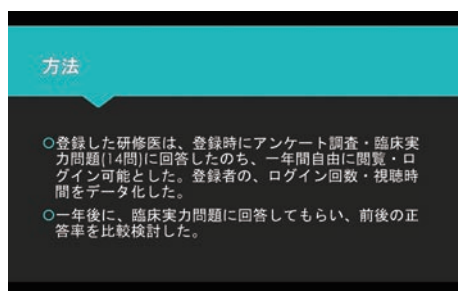 方法
○登録した研修医は、登録時にアンケート調査・臨床実
力問題(14問)に回答したのち、一年間自由に閲覧・ロ
グイン可能とした。登録者の、ログイン回数・視聴時
間をデータ化した。
○一年後に、臨床実力問題に回答してもらい、前後の正
答率を比較検討した。